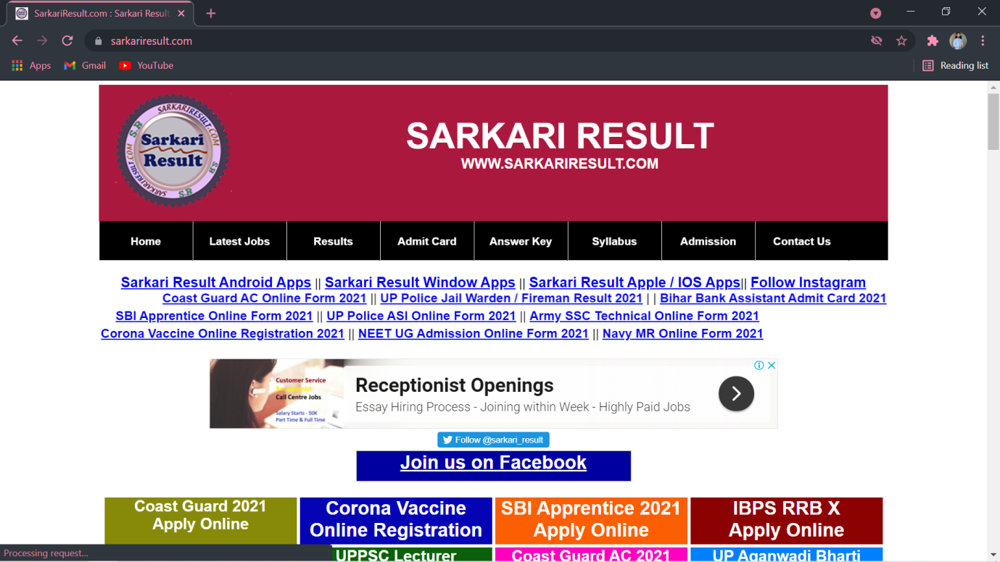 SarkariResult.com : Sarkari Result
sarkariresult.com
Apps Gmail YouTube Reading list
SARKARIRESULT.COM
S.B
Sarkari
Result
SARKARIRESULT.COM
S.B
SARKARIRESULT.COM
S.B
SARKARI RESULT
WWW.SARKARIRESULT.COM
Home Latest Jobs Results Admit Card Answer Key Syllabus Admission Contact Us
Sarkari Result Android Apps || Sarkari Result Window Apps || Sarkari Result Apple / IOS Apps|| Follow Instagram
Coast Guard AC Online Form 2021 || UP Police Jail Warden / Fireman Result 2021 | | Bihar Bank Assistant Admit Card 2021
SBI Apprentice Online Form 2021 || UP Police ASI Online Form 2021 || Army SSC Technical Online Form 2021
Corona Vaccine Online Registration 2021 || NEET UG Admission Online Form 2021 || Navy MR Online Form 2021
Customer Service
Call Centre Jobs
Salary Starts - 50K
Part Time & Full Time
Receptionist Openings
Essay Hiring Process - Joining within Week - Highly Paid Jobs
Follow @sarkari_result
Join us on Facebook
Coast Guard 2021
Apply Online
Corona Vaccine
Online Registration
SBI Apprentice 2021
Apply Online
IBPS RRB X
Apply Online
UPPSC Lecturer
Coast Guard AC 2021
UP Aganwadi Bharti
Processing request...